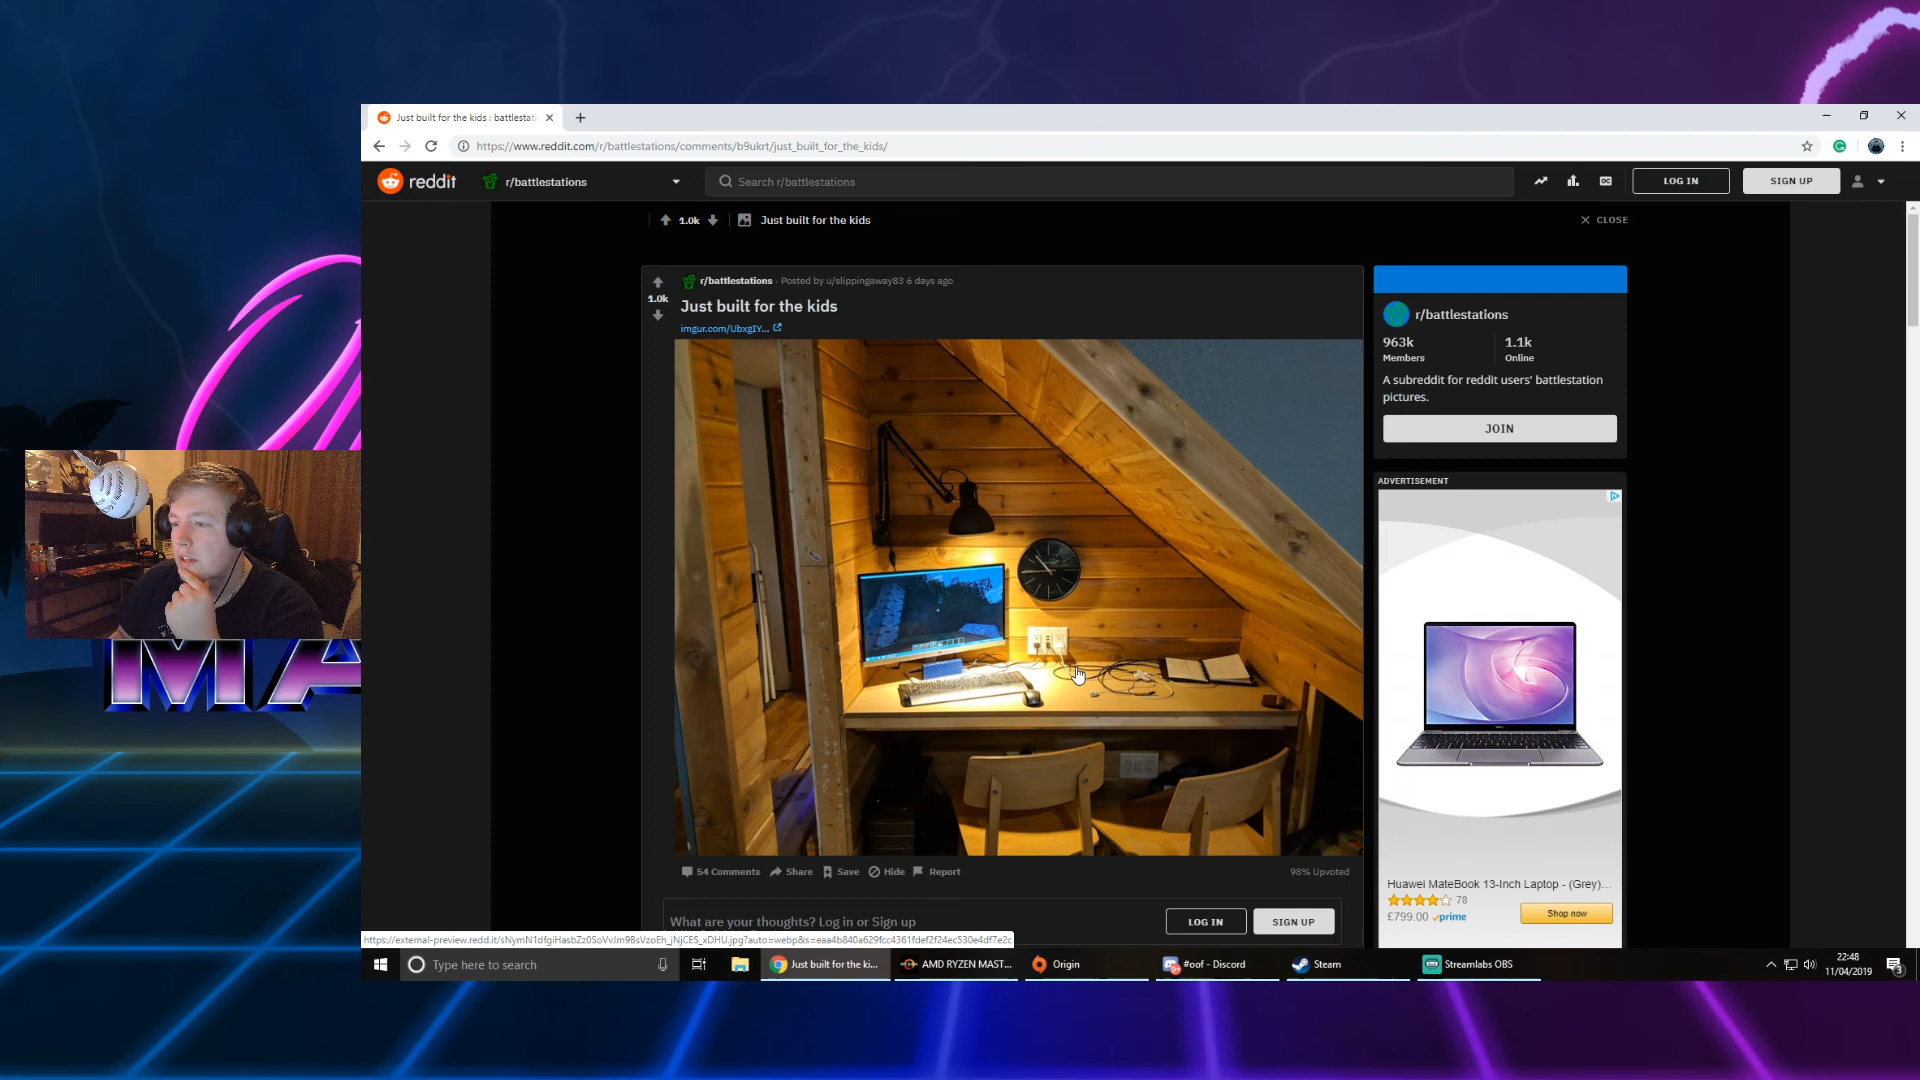 Just built for the kids : battlestati
https://www.reddit.com/r/battlestations/comments/b9ukrt/just_built_for_the_kids/
reddit
r/battlestations
Search r/battlestations
LOG IN
SIGN UP
1.0k
Just built for the kids
CLOSE
r/battlestations · Posted by u/slippingaway83 6 days ago
1.0k
Just built for the kids
imgur.com/UbxgIY...
r/battlestations
963k
1.1k
Members
Online
A subreddit for reddit users' battlestation
pictures.
JOIN
ADVERTISEMENT
Huawei MateBook 13-Inch Laptop - (Grey)...
78
£799.00 prime
Shop now
54 Comments
Share
Save
Hide
Report
98% Upvoted
What are your thoughts? Log in or Sign up
LOG IN
SIGN UP
MA
Type here to search
Just built for the ki...
AMD RYZEN MAST...
Origin
#oof - Discord
Steam
Streamlabs OBS
22:48
11/04/2019
3